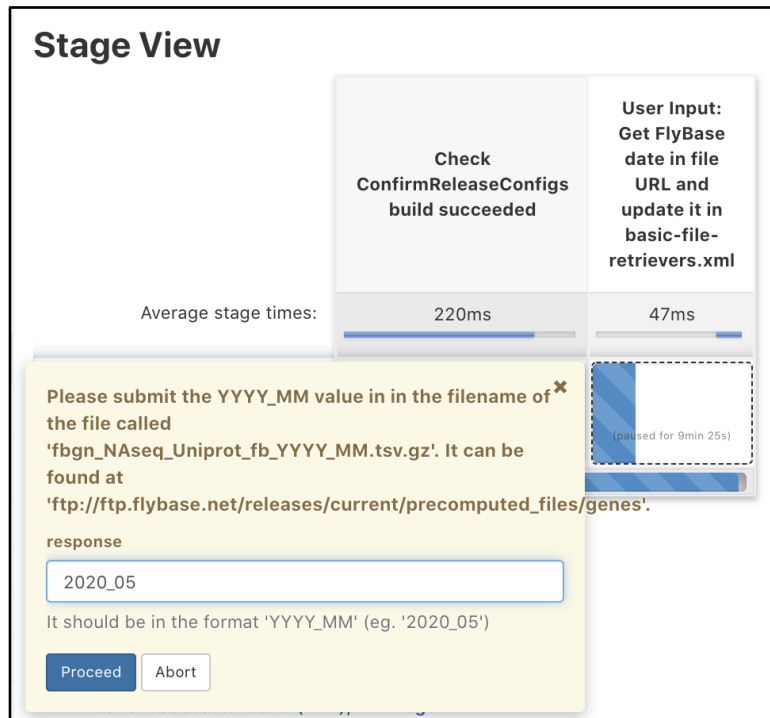 Stage View
Check
ConfirmReleaseConfigs
build succeeded
User Input:
Get FlyBase
date in file
URL and
update it in
basic-file-
retrievers.xml
Average stage times:
220ms
47ms
(paused for 9min 25s)
Please submit the YYYY_MM value in in the filename of
the file called
'fbgn_NAseq_Uniprot_fb_YYYY_MM.tsv.gz'. It can be
found at
'ftp://ftp.flybase.net/releases/current/precomputed_files/genes'.
response
2020_05
It should be in the format 'YYYY_MM' (eg. '2020_05')
Proceed
Abort